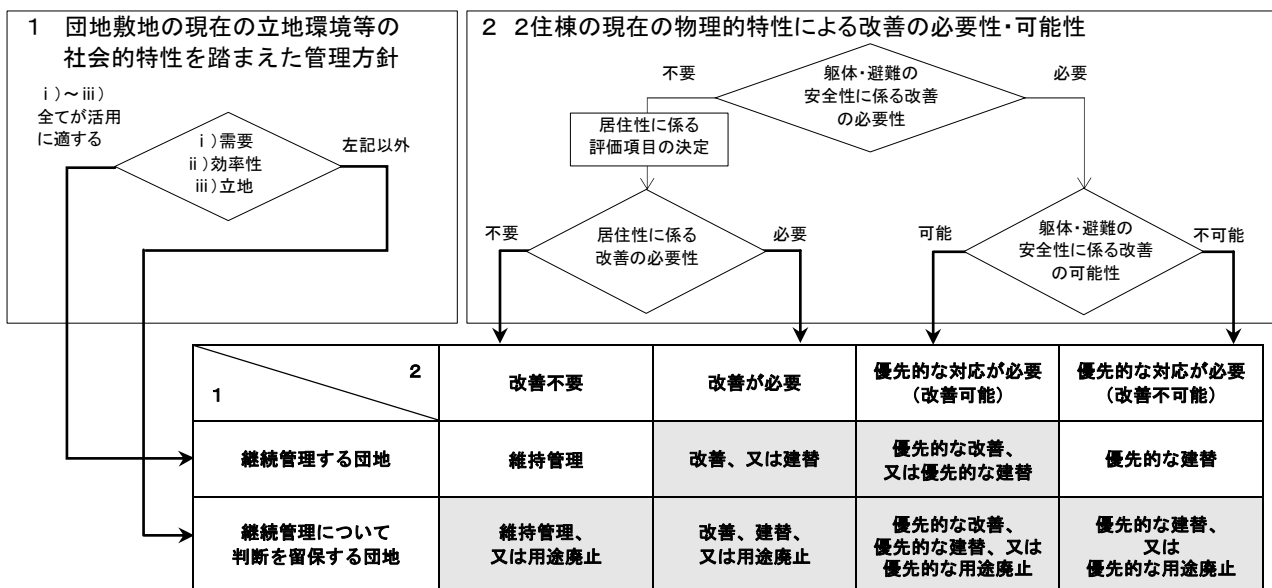 1 団地敷地の現在の立地環境等の
社会的特性を踏まえた管理方針
ⅰ)～ⅲ)
全てが活用
に適する
ⅰ)需要
ⅱ)効率性
ⅲ)立地
左記以外
2 2住棟の現在の物理的特性による改善の必要性・可能性
不要
躯体・避難の
安全性に係る改善
の必要性
必要
居住性に係る
評価項目の決定
不要
居住性に係る
改善の必要性
必要
可能
躯体・避難の
安全性に係る改善
の可能性
不可能
2
1
改善不要
改善が必要
優先的な対応が必要
(改善可能)
優先的な対応が必要
(改善不可能)
継続管理する団地
維持管理
改善、又は建替
優先的な改善、
又は優先的な建替
優先的な建替
継続管理について
判断を留保する団地
維持管理、
又は用途廃止
改善、建替、
又は用途廃止
優先的な改善、
優先的な建替、又は
優先的な用途廃止
優先的な建替、
又は
優先的な用途廃止